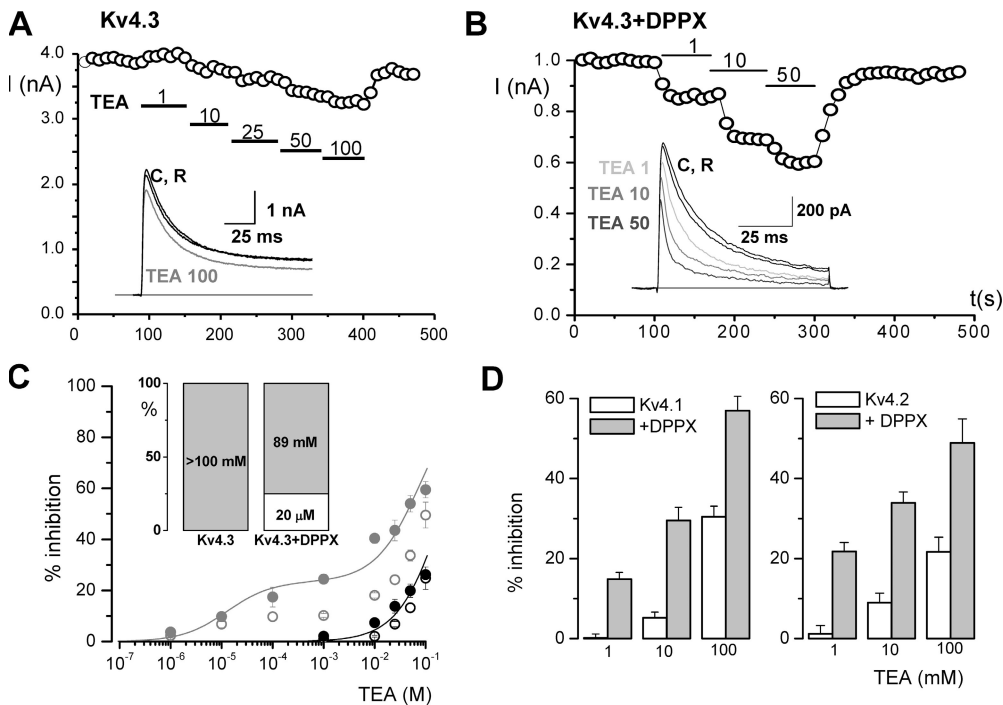 A
Kv4.3
4.0
I (nA)
3.0
2.0
1.0
0.0
TEA
1
10
25
50
100
C, R
1 nA
25 ms
TEA 100
0
100
200
300
400
500
B
Kv4.3+DPPX
1.0
I (nA)
0.8
0.6
0.4
0.2
0.0
1
10
50
TEA 1
TEA 10
TEA 50
C, R
200 pA
25 ms
t(s)
0
100
200
300
400
500
C
100
80
60
40
20
0
% inhibition
100
%
50
0
>100 mM
89 mM
20 μM
Kv4.3
Kv4.3+DPPX
10-7
10-6
10-5
10-4
10-3
10-2
10-1
TEA (M)
D
60
40
20
0
% inhibition
Kv4.1
+DPPX
1
10
100
60
40
20
0
Kv4.2
+ DPPX
1
10
100
TEA (mM)